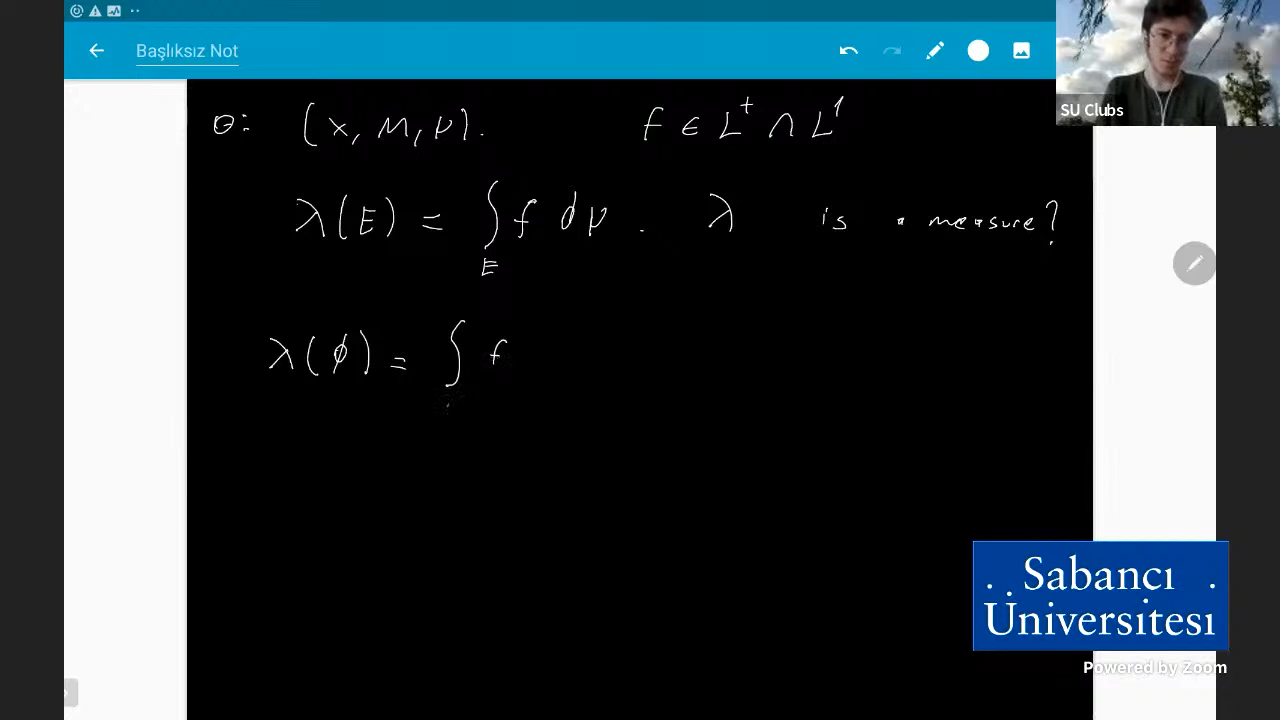 Başlıksız Not
SU Clubs
Q: (X, M, μ). f ∈ L⁺ ∩ L¹
λ(E) = ∫_E f dμ. λ is a measure?
λ(∅) = ∫ f
Sabancı
Üniversitesi
Powered by Zoom